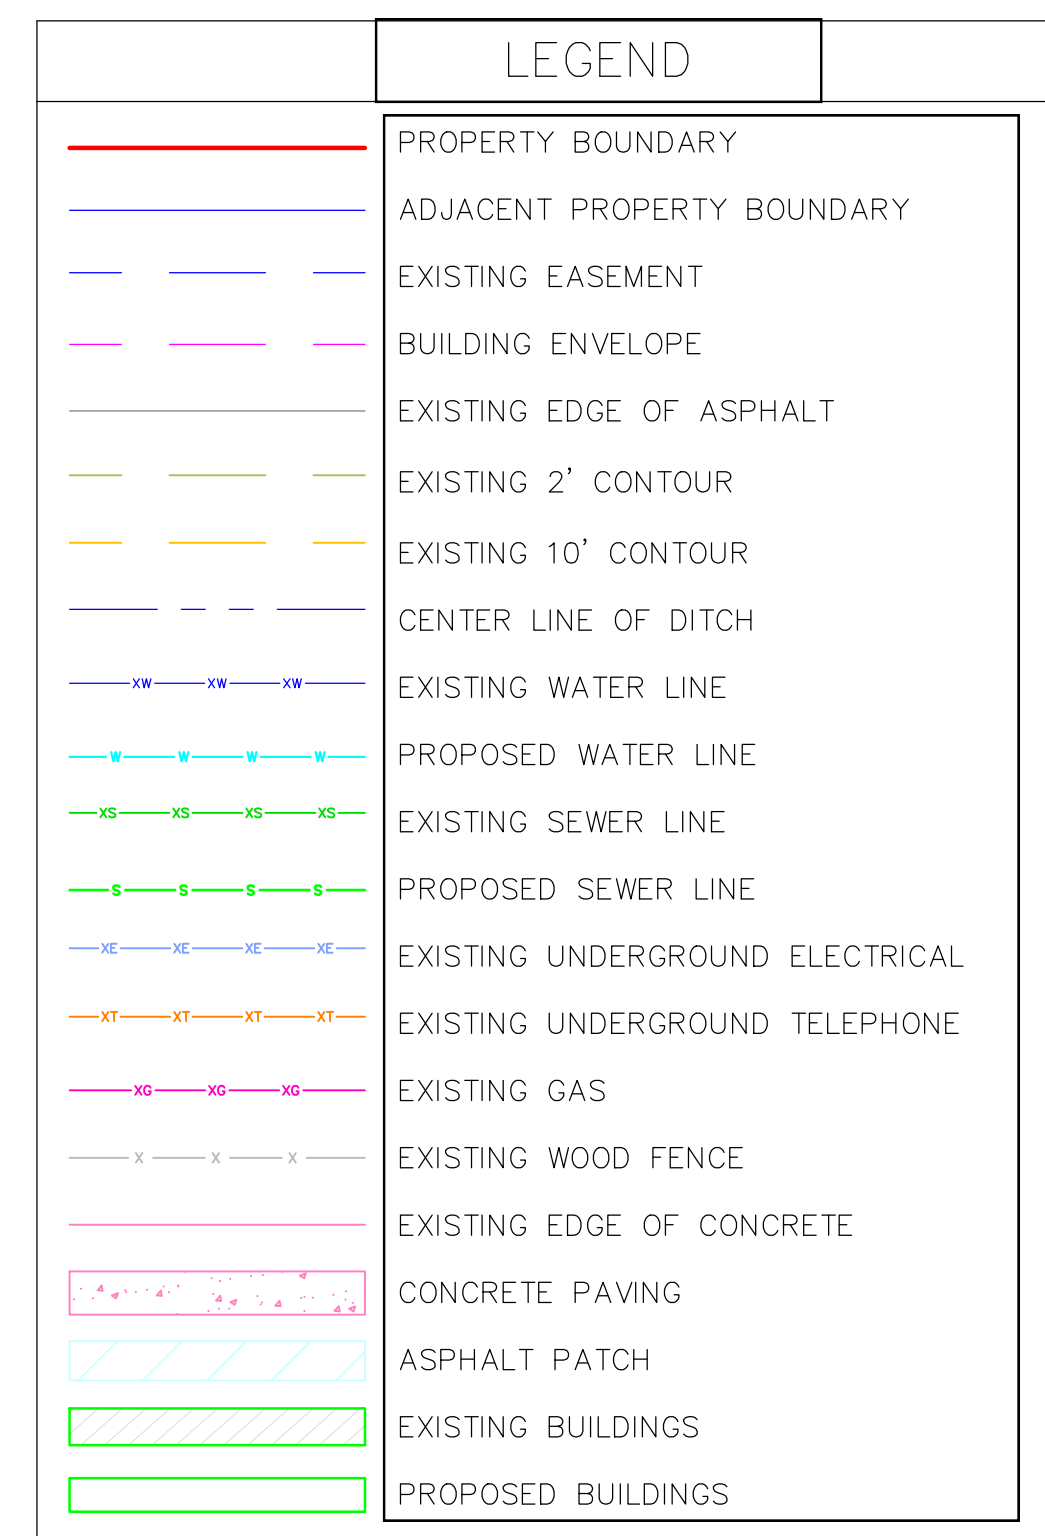 LEGEND
PROPERTY BOUNDARY
ADJACENT PROPERTY BOUNDARY
EXISTING EASEMENT
BUILDING ENVELOPE
EXISTING EDGE OF ASPHALT
EXISTING 2' CONTOUR
EXISTING 10' CONTOUR
CENTER LINE OF DITCH
XW XW XW EXISTING WATER LINE
W W W W PROPOSED WATER LINE
XS XS XS XS EXISTING SEWER LINE
S S S S PROPOSED SEWER LINE
XE XE XE XE EXISTING UNDERGROUND ELECTRICAL
XT XT XT XT EXISTING UNDERGROUND TELEPHONE
XG XG XG EXISTING GAS
X X X EXISTING WOOD FENCE
EXISTING EDGE OF CONCRETE
CONCRETE PAVING
ASPHALT PATCH
EXISTING BUILDINGS
PROPOSED BUILDINGS